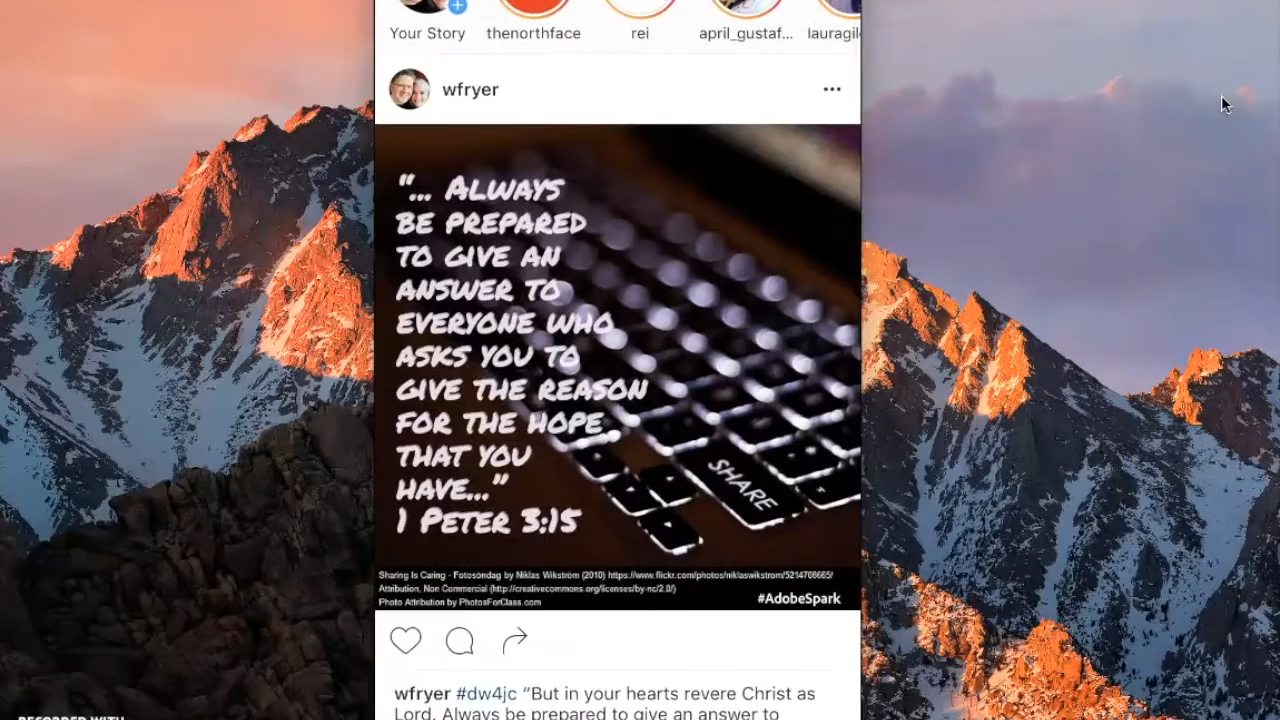 Your Story thenorthface rei april_gustaf... lauragil
wfryer
"... Always
be prepared
to give an
answer to
everyone who
asks you to
give the reason
for the hope
that you
have..."
1 Peter 3:15
SHARE
Sharing Is Caring - Fotosöndag by Niklas Wikström (2010) https://www.flickr.com/photos/niklaswikstrom/5214708665/
Attribution, Non Commercial (http://creativecommons.org/licenses/by-nc/2.0/)
Photo Attribution by PhotosForClass.com
#AdobeSpark
wfryer #dw4jc "But in your hearts revere Christ as
Lord. Always be prepared to give an answer to
RECORDED WITH